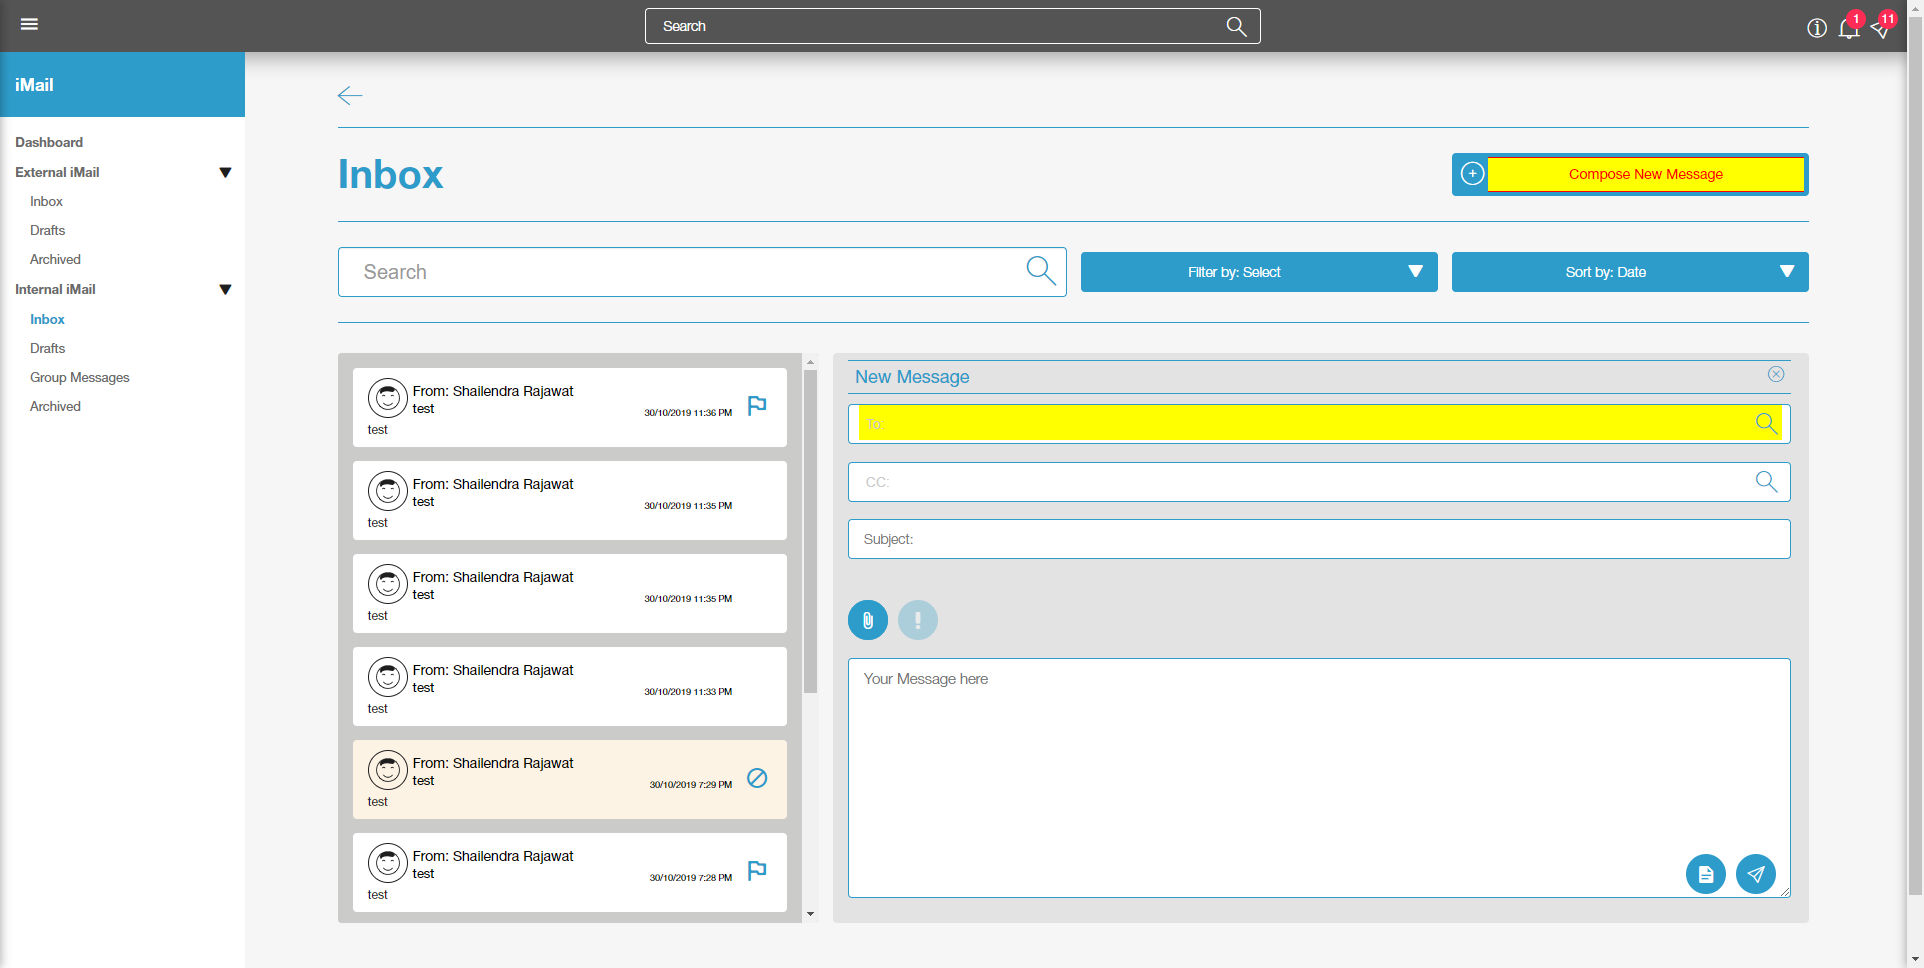 Search
1
11
iMail
Dashboard
External iMail
Inbox
Drafts
Archived
Internal iMail
Inbox
Drafts
Group Messages
Archived
Inbox
Compose New Message
Search
Filter by: Select
Sort by: Date
From: Shailendra Rajawat
test
30/10/2019 11:36 PM
test
From: Shailendra Rajawat
test
30/10/2019 11:35 PM
test
From: Shailendra Rajawat
test
30/10/2019 11:35 PM
test
From: Shailendra Rajawat
test
30/10/2019 11:33 PM
test
From: Shailendra Rajawat
test
30/10/2019 7:29 PM
test
From: Shailendra Rajawat
test
30/10/2019 7:28 PM
test
New Message
To:
CC:
Subject:
Your Message here